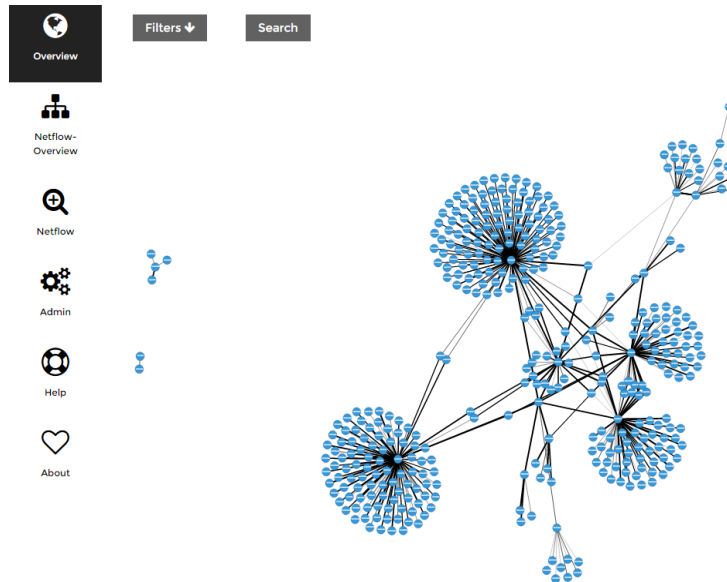 Filters
Search
Overview
Netflow-
Overview
Netflow
Admin
Help
About